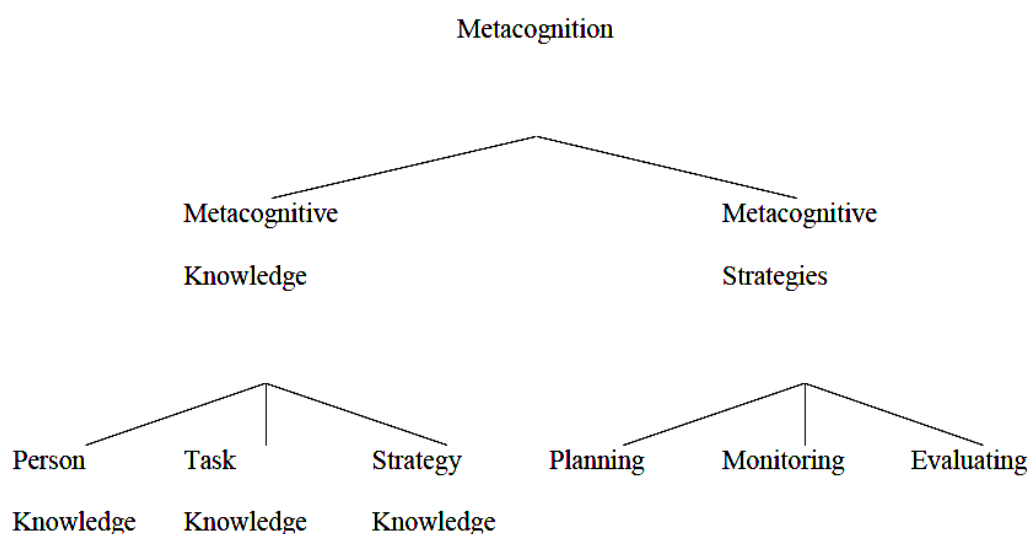 Metacognition
Metacognitive Metacognitive
Knowledge Strategies
Person Task Strategy Planning Monitoring Evaluating
Knowledge Knowledge Knowledge